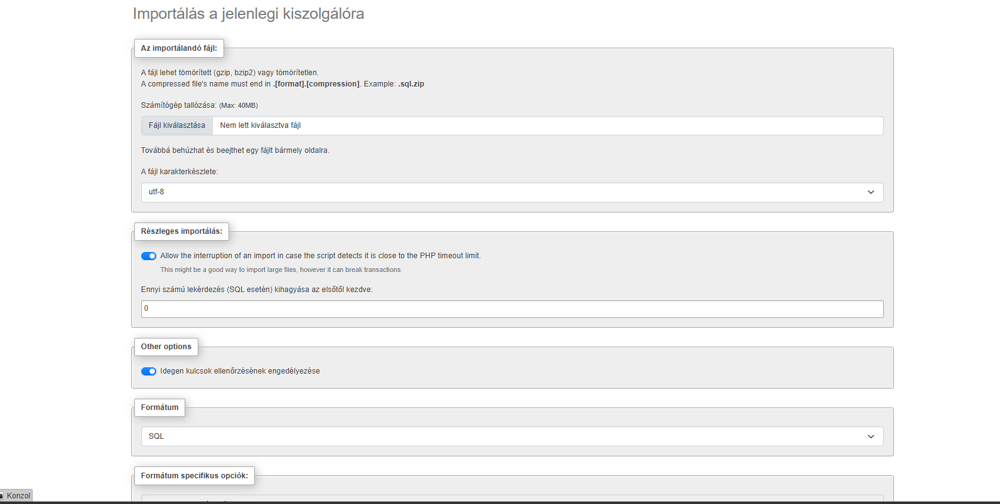 Importálás a jelenlegi kiszolgálóra
Az importálandó fájl:
A fájl lehet tömörített (gzip, bzip2) vagy tömörítetlen.
A compressed file's name must end in .[format].[compression]. Example: .sql.zip
Számítógép tallózása: (Max: 40MB)
Fájl kiválasztása Nem lett kiválasztva fájl
Továbbá behúzhat és beejthet egy fájlt bármely oldalra.
A fájl karakterkészlete:
utf-8
Részleges importálás:
Allow the interruption of an import in case the script detects it is close to the PHP timeout limit.
This might be a good way to import large files, however it can break transactions.
Ennyi számú lekérdezés (SQL esetén) kihagyása az elsőtől kezdve:
0
Other options
Idegen kulcsok ellenőrzésének engedélyezése
Formátum
SQL
Formátum specifikus opciók:
Konzol